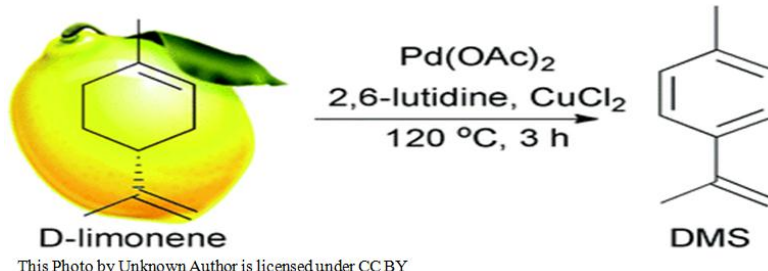 Pd(OAc)2
2,6-lutidine, CuCl2
120 ºC, 3 h
D-limonene
DMS
This Photo by Unknown Author is licensed under CC BY